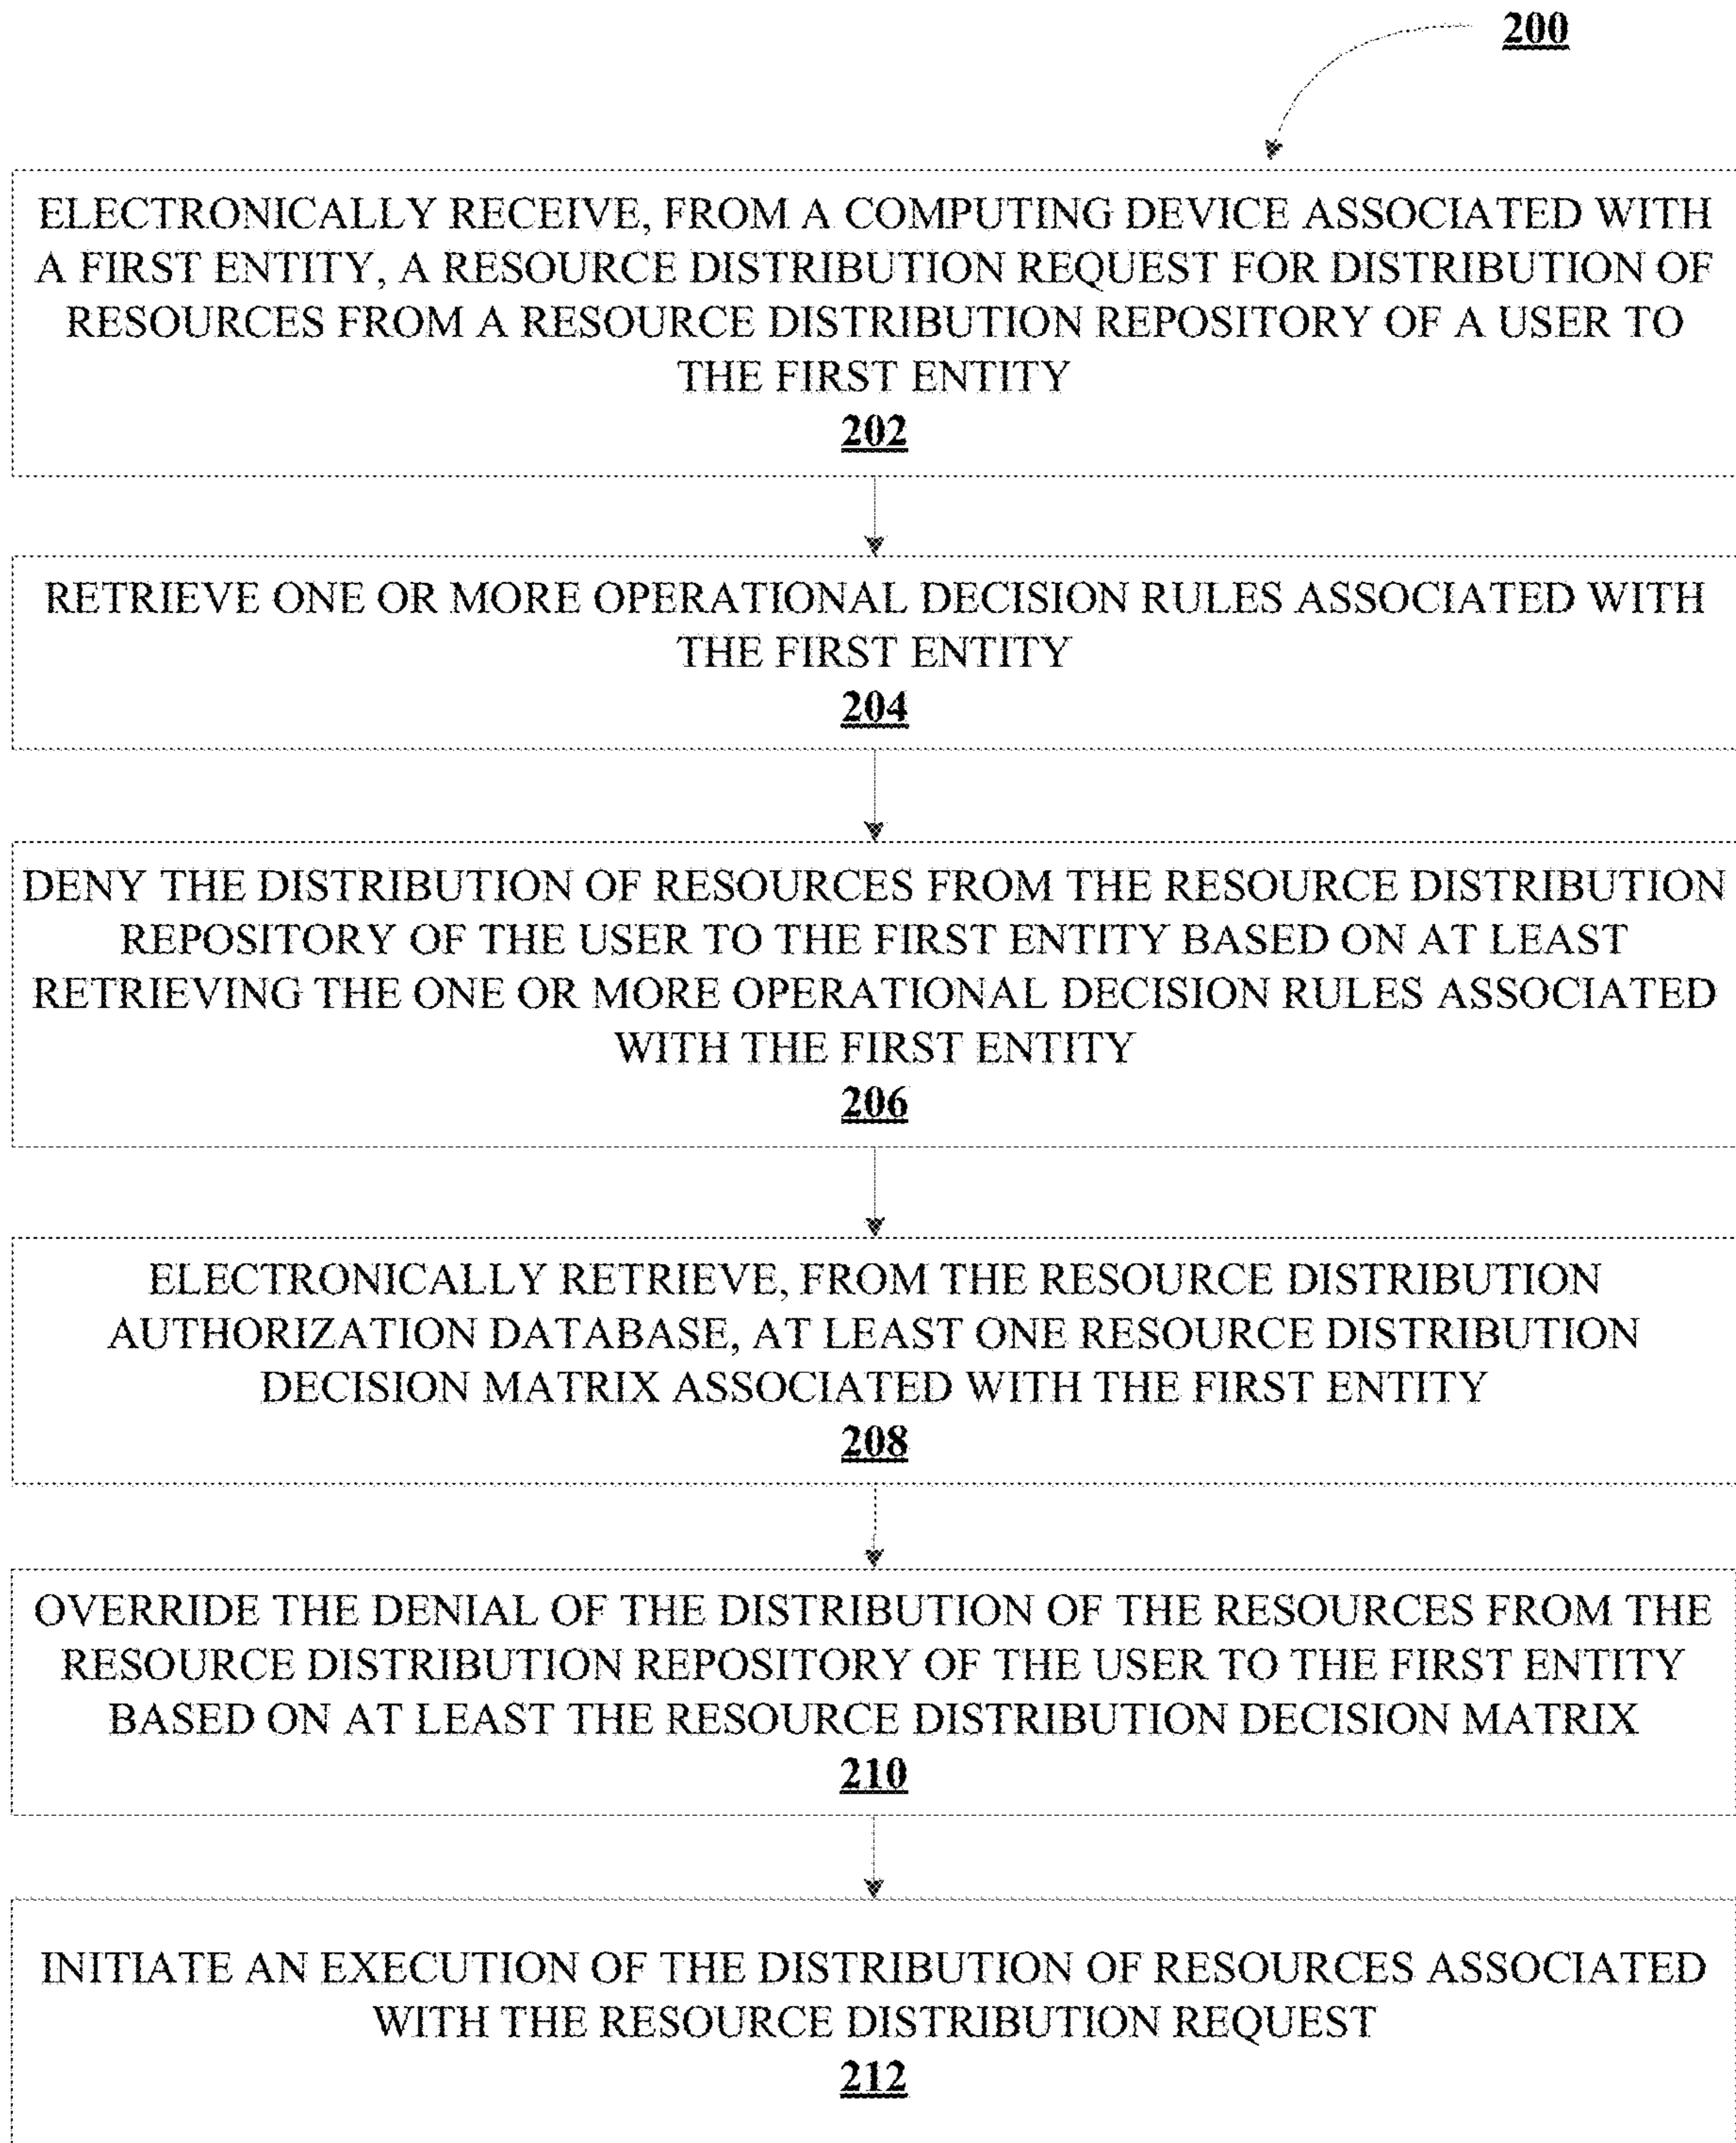 200
ELECTRONICALLY RECEIVE, FROM A COMPUTING DEVICE ASSOCIATED WITH
A FIRST ENTITY, A RESOURCE DISTRIBUTION REQUEST FOR DISTRIBUTION OF
RESOURCES FROM A RESOURCE DISTRIBUTION REPOSITORY OF A USER TO
THE FIRST ENTITY
202
RETRIEVE ONE OR MORE OPERATIONAL DECISION RULES ASSOCIATED WITH
THE FIRST ENTITY
204
DENY THE DISTRIBUTION OF RESOURCES FROM THE RESOURCE DISTRIBUTION
REPOSITORY OF THE USER TO THE FIRST ENTITY BASED ON AT LEAST
RETRIEVING THE ONE OR MORE OPERATIONAL DECISION RULES ASSOCIATED
WITH THE FIRST ENTITY
206
ELECTRONICALLY RETRIEVE, FROM THE RESOURCE DISTRIBUTION
AUTHORIZATION DATABASE, AT LEAST ONE RESOURCE DISTRIBUTION
DECISION MATRIX ASSOCIATED WITH THE FIRST ENTITY
208
OVERRIDE THE DENIAL OF THE DISTRIBUTION OF THE RESOURCES FROM THE
RESOURCE DISTRIBUTION REPOSITORY OF THE USER TO THE FIRST ENTITY
BASED ON AT LEAST THE RESOURCE DISTRIBUTION DECISION MATRIX
210
INITIATE AN EXECUTION OF THE DISTRIBUTION OF RESOURCES ASSOCIATED
WITH THE RESOURCE DISTRIBUTION REQUEST
212